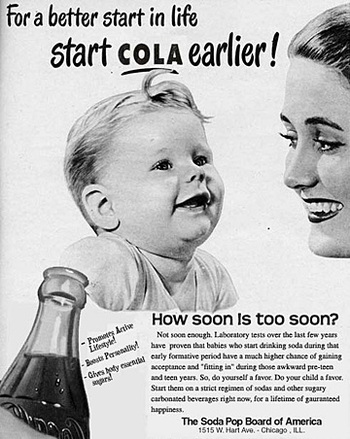 For a better start in life
start COLA earlier!
- Promotes Active
Lifestyle!
- Boosts Personality!
- Gives body essential
sugars!
How soon is too soon?
Not soon enough. Laboratory tests over the last few years
have proven that babies who start drinking soda during that
early formative period have a much higher chance of gaining
acceptance and "fitting in" during those awkward pre-teen
and teen years. So, do yourself a favor. Do your child a favor.
Start them on a strict regimen of sodas and other sugary
carbonated beverages right now, for a lifetime of guaranteed
happiness.
The Soda Pop Board of America
1515 W. Hart Ave. - Chicago , ILL.